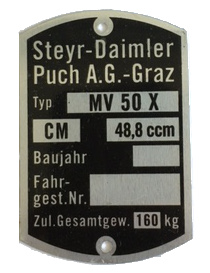 Steyr-Daimler
Puch A.G.-Graz
Typ MV 50 X
CM 48,8 ccm
Baujahr
Fahr-
gest.Nr.
Zul.Gesamtgew. 160 kg